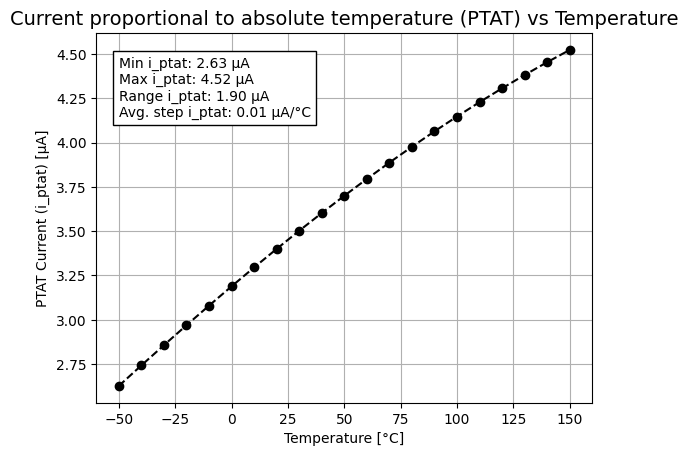 Current proportional to absolute temperature (PTAT) vs Temperature
4.50
4.25
4.00
3.75
3.50
3.25
3.00
2.75
PTAT Current (i_ptat) [μA]
Min i_ptat: 2.63 μA
Max i_ptat: 4.52 μA
Range i_ptat: 1.90 μA
Avg. step i_ptat: 0.01 μA/°C
−50 −25 0 25 50 75 100 125 150
Temperature [°C]